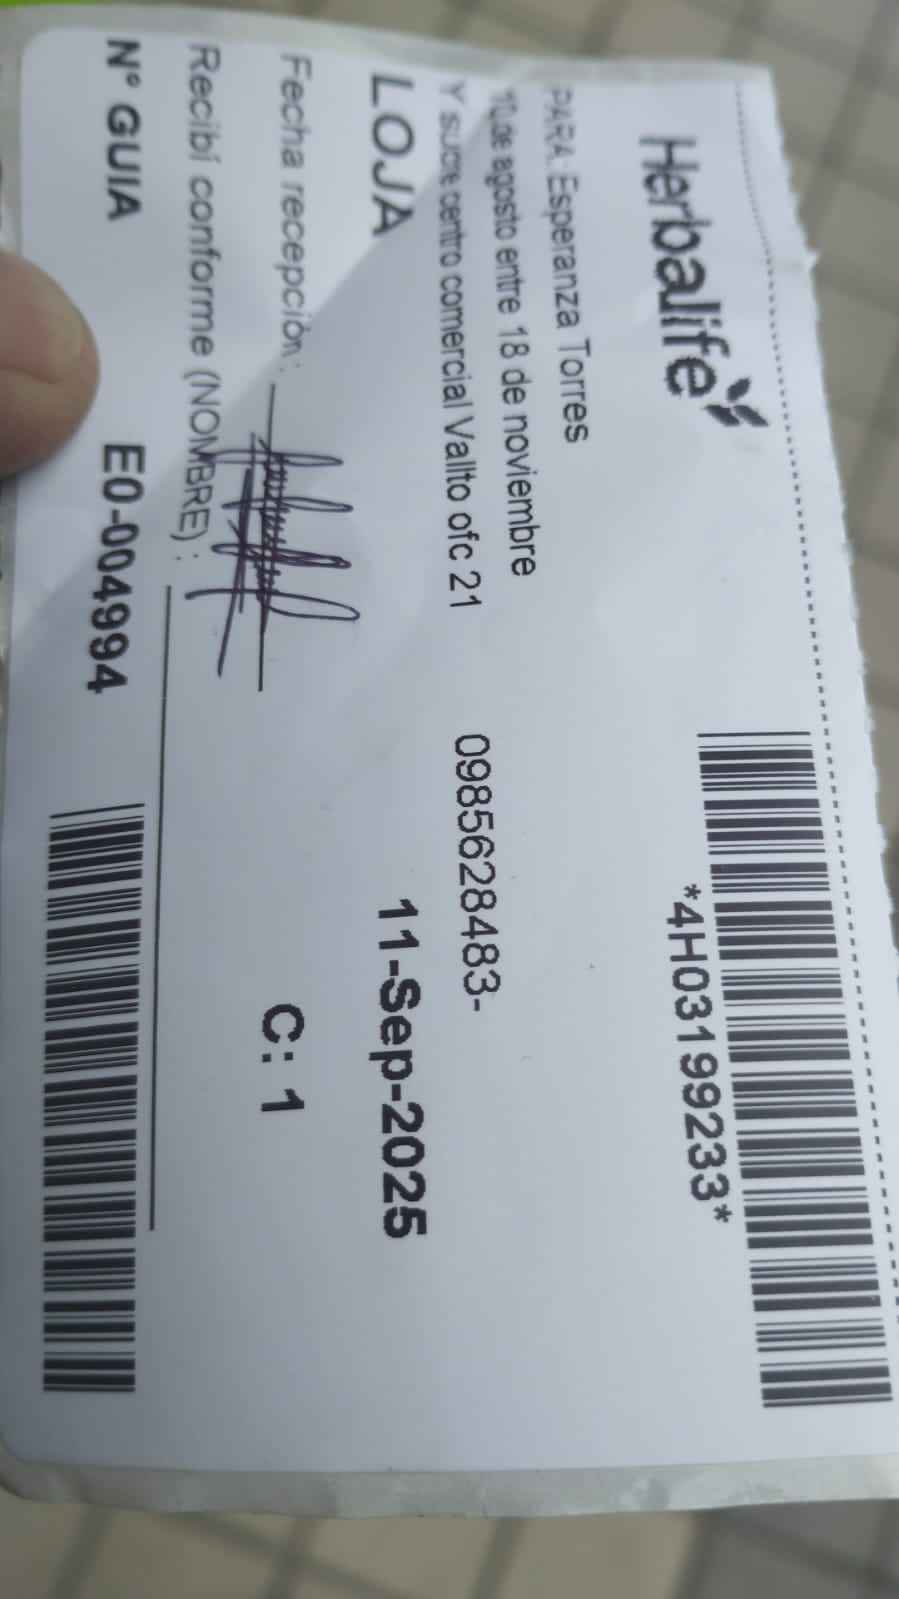 Herbalife
*4H03199233*
PARA: Esperanza Torres
10 de agosto entre 18 de noviembre
Y sucre centro comercial Vallto ofc 21
0985628483-
LOJA
11-Sep-2025
Fecha recepción:
C: 1
Recibí conforme (NOMBRE) :
N° GUIA
E0-004994